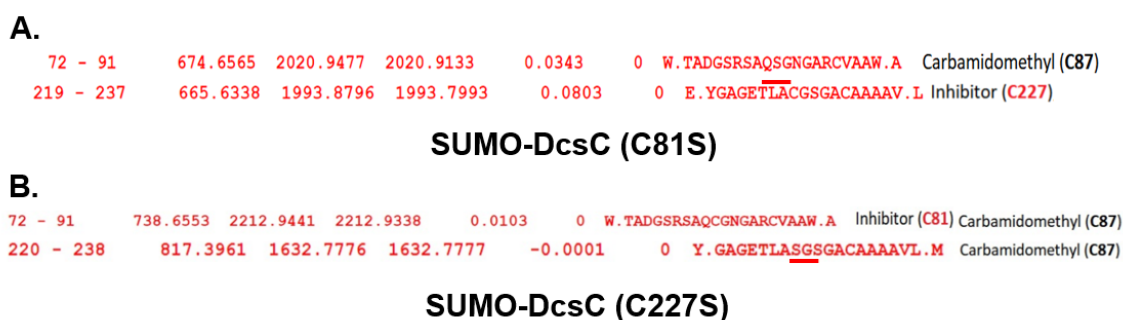 A.
72 - 91 674.6565 2020.9477 2020.9133 0.0343 0 W.TADGSRSAQSGNGARCVAAW.A Carbamidomethyl (C87)
219 - 237 665.6338 1993.8796 1993.7993 0.0803 0 E.YGAGETLACGSGACAAAAV.L Inhibitor (C227)
SUMO-DcsC (C81S)
B.
72 - 91 738.6553 2212.9441 2212.9338 0.0103 0 W.TADGSRSAQCGNGARCVAAW.A Inhibitor (C81) Carbamidomethyl (C87)
220 - 238 817.3961 1632.7776 1632.7777 -0.0001 0 Y.GAGETLASGSGACAAAAVL.M Carbamidomethyl (C87)
SUMO-DcsC (C227S)